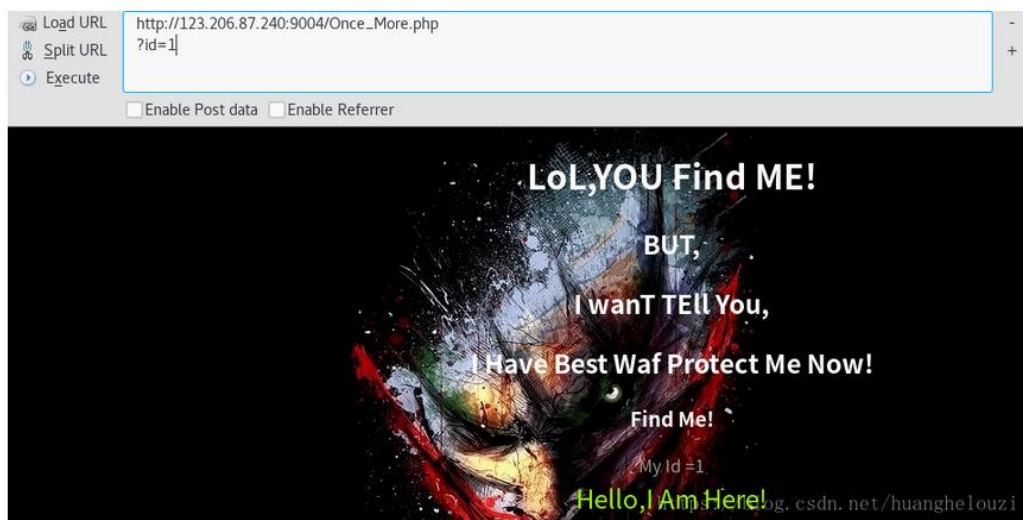 Load URL
http://123.206.87.240:9004/Once_More.php
-
Split URL
?id=1
+
Execute
Enable Post data
Enable Referrer
LoL,YOU Find ME!
BUT,
I wanT TEll You,
I Have Best Waf Protect Me Now!
Find Me!
My Id =1
Hello,I Am Here!
https://blog.csdn.net/huanghelouzi